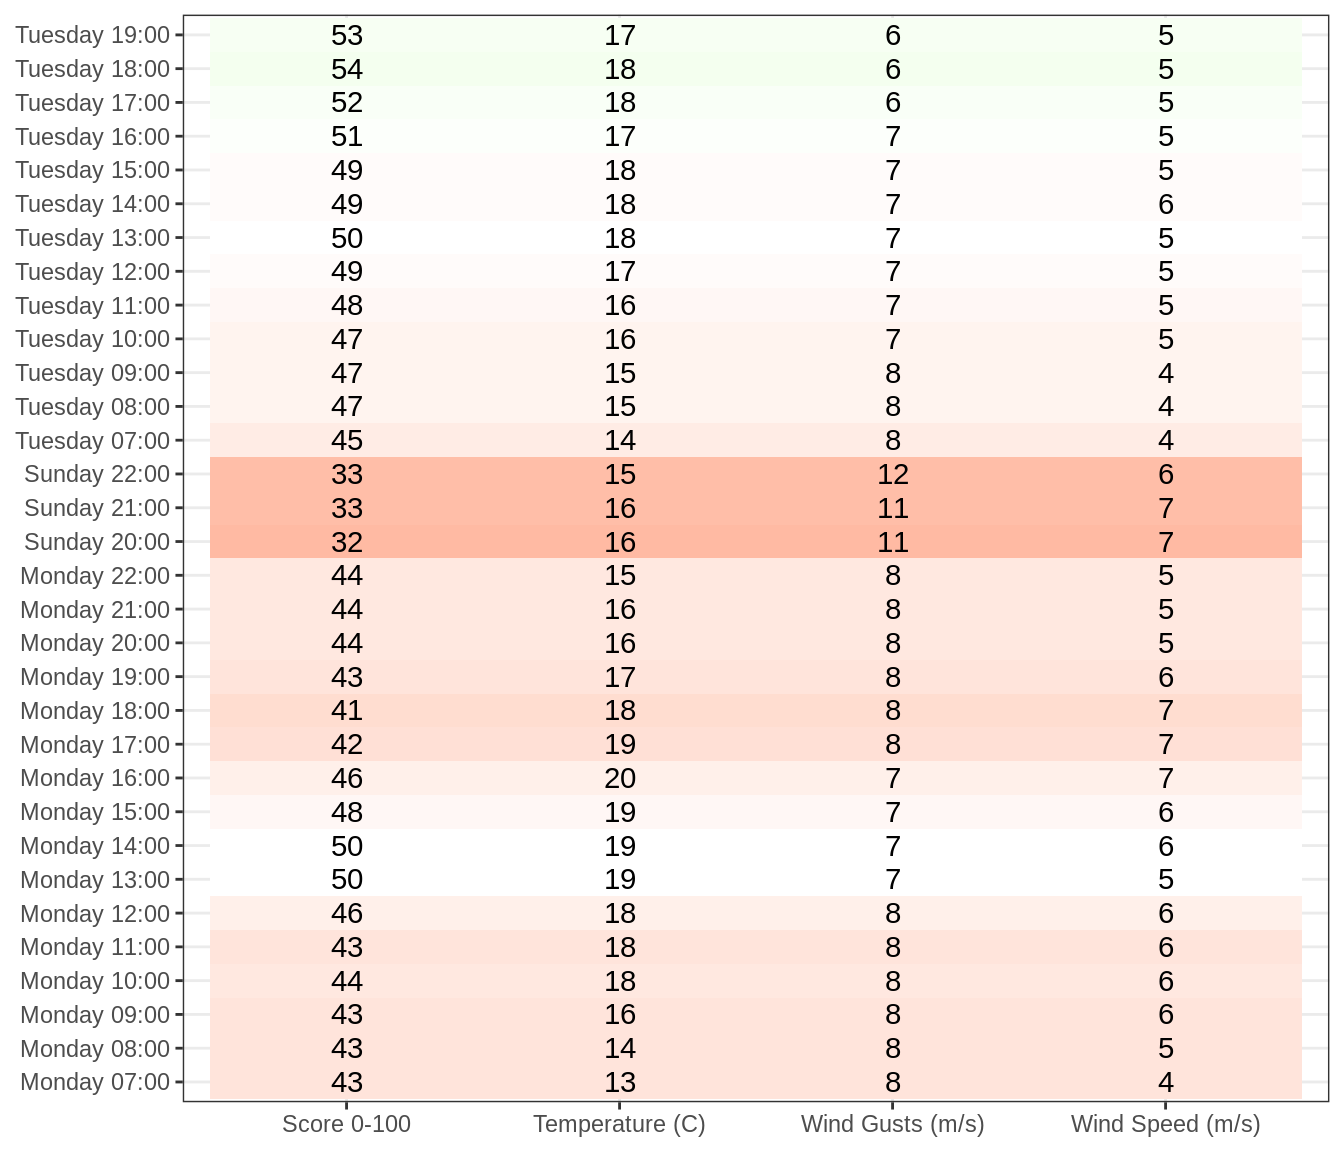 Tuesday 19:00 53 17 6 5
Tuesday 18:00 54 18 6 5
Tuesday 17:00 52 18 6 5
Tuesday 16:00 51 17 7 5
Tuesday 15:00 49 18 7 5
Tuesday 14:00 49 18 7 6
Tuesday 13:00 50 18 7 5
Tuesday 12:00 49 17 7 5
Tuesday 11:00 48 16 7 5
Tuesday 10:00 47 16 7 5
Tuesday 09:00 47 15 8 4
Tuesday 08:00 47 15 8 4
Tuesday 07:00 45 14 8 4
Sunday 22:00 33 15 12 6
Sunday 21:00 33 16 11 7
Sunday 20:00 32 16 11 7
Monday 22:00 44 15 8 5
Monday 21:00 44 16 8 5
Monday 20:00 44 16 8 5
Monday 19:00 43 17 8 6
Monday 18:00 41 18 8 7
Monday 17:00 42 19 8 7
Monday 16:00 46 20 7 7
Monday 15:00 48 19 7 6
Monday 14:00 50 19 7 6
Monday 13:00 50 19 7 5
Monday 12:00 46 18 8 6
Monday 11:00 43 18 8 6
Monday 10:00 44 18 8 6
Monday 09:00 43 16 8 6
Monday 08:00 43 14 8 5
Monday 07:00 43 13 8 4
Score 0-100 Temperature (C) Wind Gusts (m/s) Wind Speed (m/s)